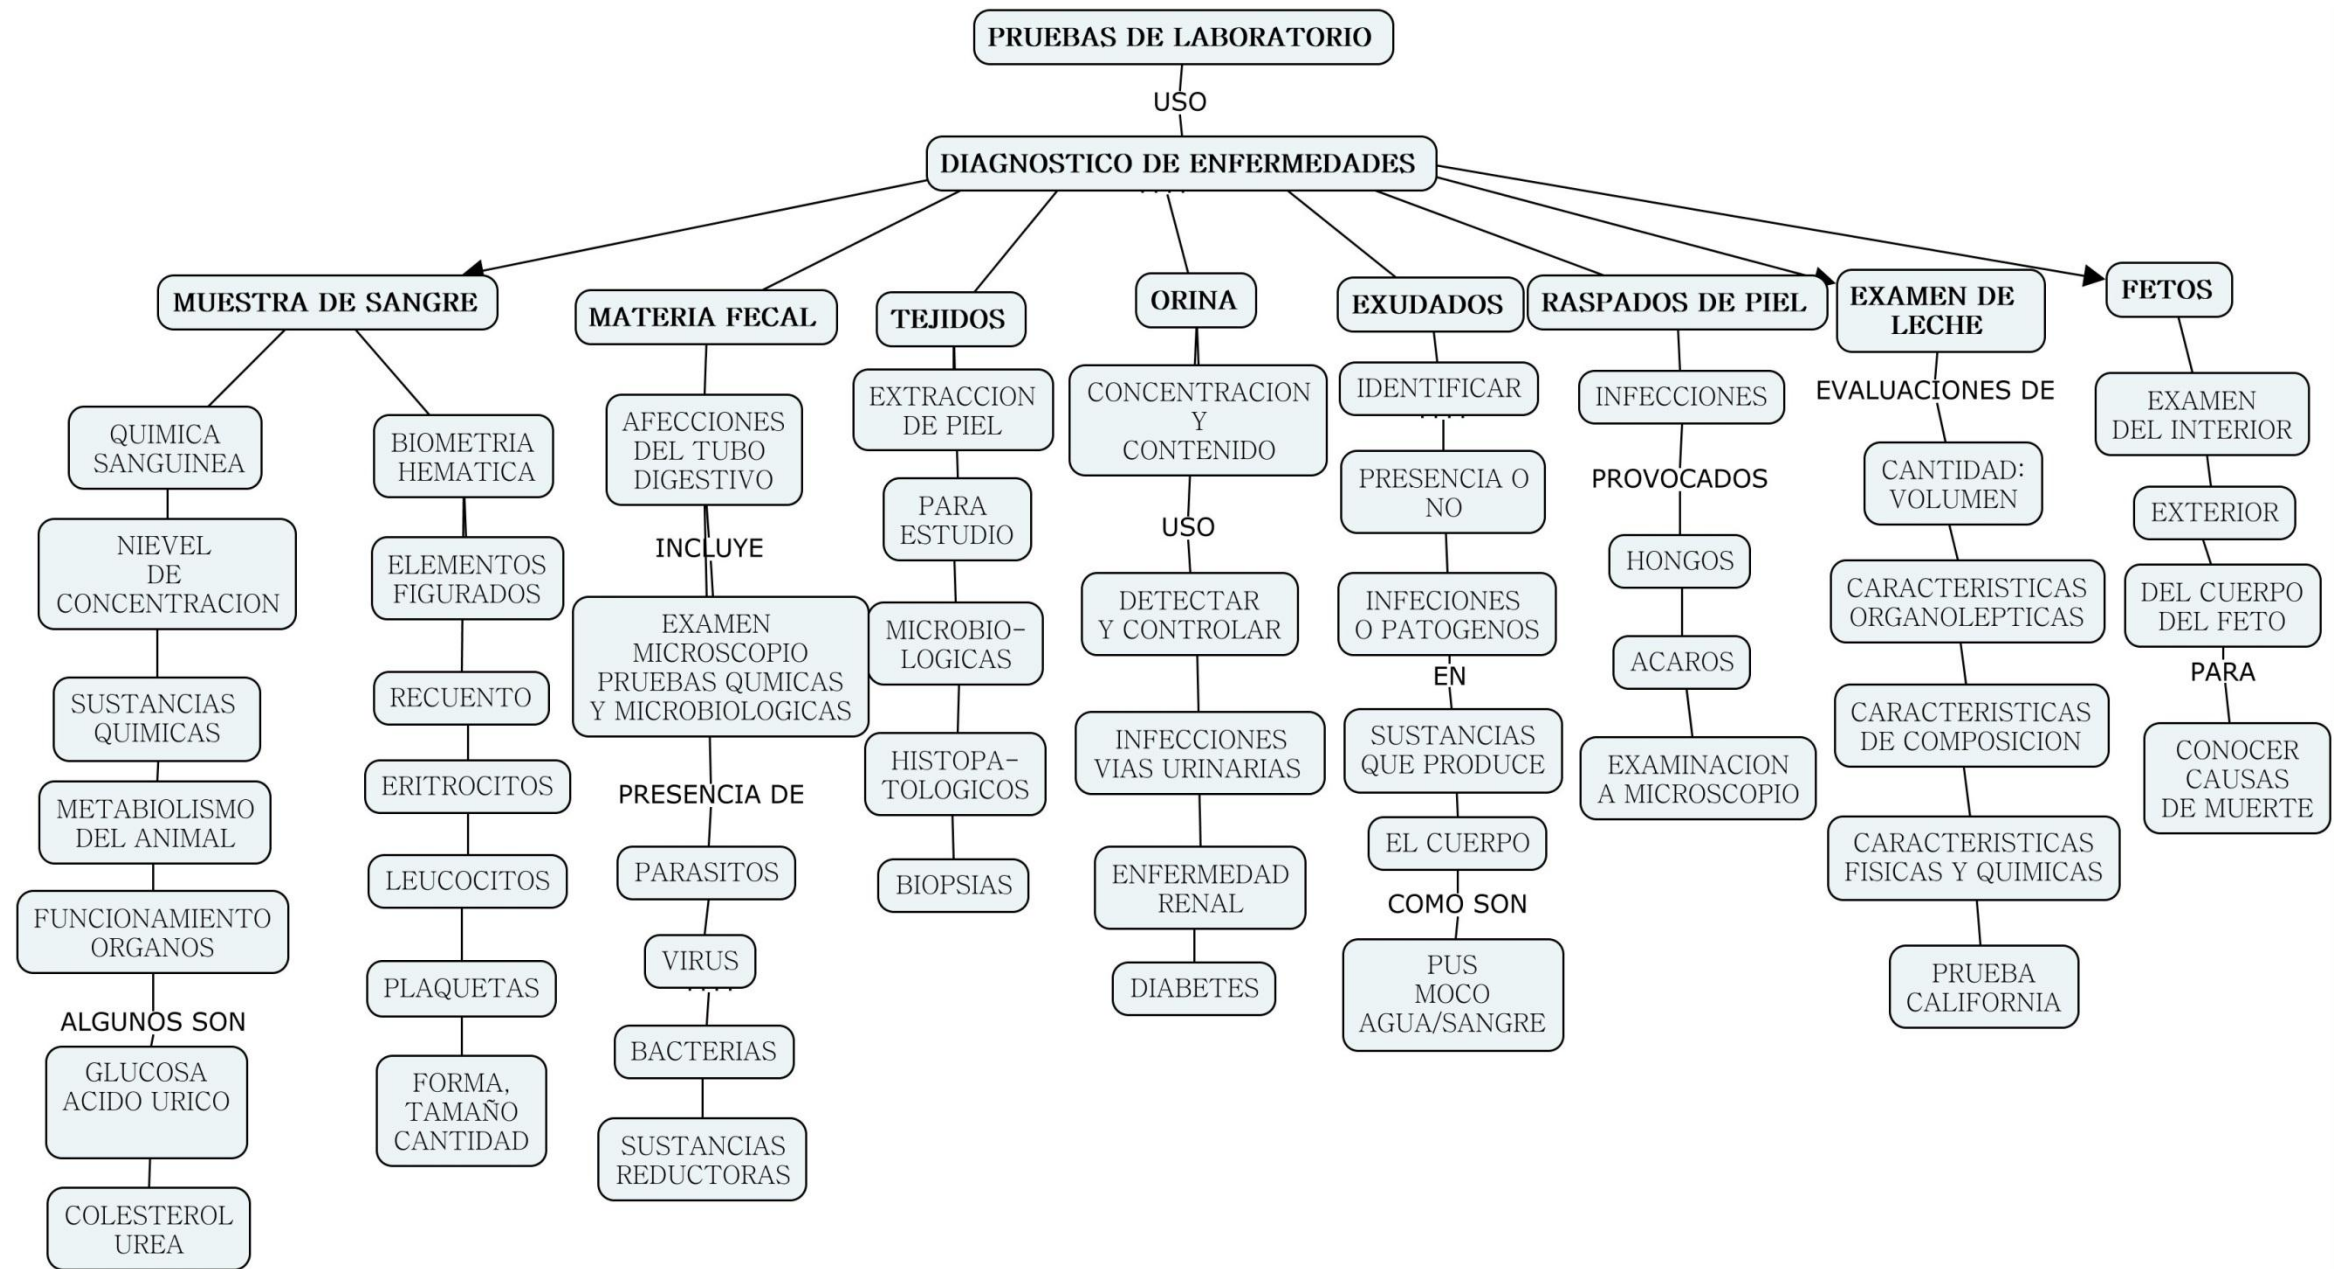 PRUEBAS DE LABORATORIO
USO
DIAGNOSTICO DE ENFERMEDADES
MUESTRA DE SANGRE
QUIMICA
SANGUINEA
NIEVEL
DE
CONCENTRACION
SUSTANCIAS
QUIMICAS
METABIOLISMO
DEL ANIMAL
FUNCIONAMIENTO
ORGANOS
ALGUNOS SON
GLUCOSA
ACIDO URICO
COLESTEROL
UREA
BIOMETRIA
HEMATICA
ELEMENTOS
FIGURADOS
RECUENTO
ERITROCITOS
LEUCOCITOS
PLAQUETAS
FORMA,
TAMAÑO
CANTIDAD
MATERIA FECAL
AFECCIONES
DEL TUBO
DIGESTIVO
INCLUYE
EXAMEN
MICROSCOPIO
PRUEBAS QUMICAS
Y MICROBIOLOGICAS
PRESENCIA DE
PARASITOS
VIRUS
BACTERIAS
SUSTANCIAS
REDUCTORAS
TEJIDOS
EXTRACCION
DE PIEL
PARA
ESTUDIO
MICROBIO-
LOGICAS
HISTOPA-
TOLOGICOS
BIOPSIAS
ORINA
CONCENTRACION
Y
CONTENIDO
USO
DETECTAR
Y CONTROLAR
INFECCIONES
VIAS URINARIAS
ENFERMEDAD
RENAL
DIABETES
EXUDADOS
IDENTIFICAR
PRESENCIA O
NO
INFECIONES
O PATOGENOS
EN
SUSTANCIAS
QUE PRODUCE
EL CUERPO
COMO SON
PUS
MOCO
AGUA/SANGRE
RASPADOS DE PIEL
INFECCIONES
PROVOCADOS
HONGOS
ACAROS
EXAMINACION
A MICROSCOPIO
EXAMEN DE
LECHE
EVALUACIONES DE
CANTIDAD:
VOLUMEN
CARACTERISTICAS
ORGANOLEPTICAS
CARACTERISTICAS
DE COMPOSICION
CARACTERISTICAS
FISICAS Y QUIMICAS
PRUEBA
CALIFORNIA
FETOS
EXAMEN
DEL INTERIOR
EXTERIOR
DEL CUERPO
DEL FETO
PARA
CONOCER
CAUSAS
DE MUERTE